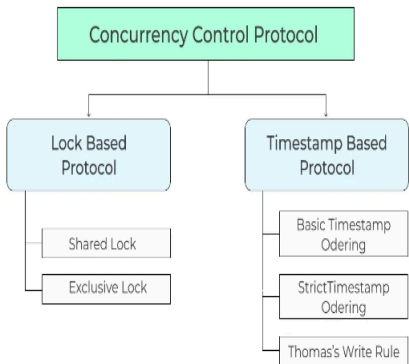 Concurrency Control Protocol
Lock Based
Protocol
Shared Lock
Exclusive Lock
Timestamp Based
Protocol
Basic Timestamp
Odering
StrictTimestamp
Odering
Thomas's Write Rule